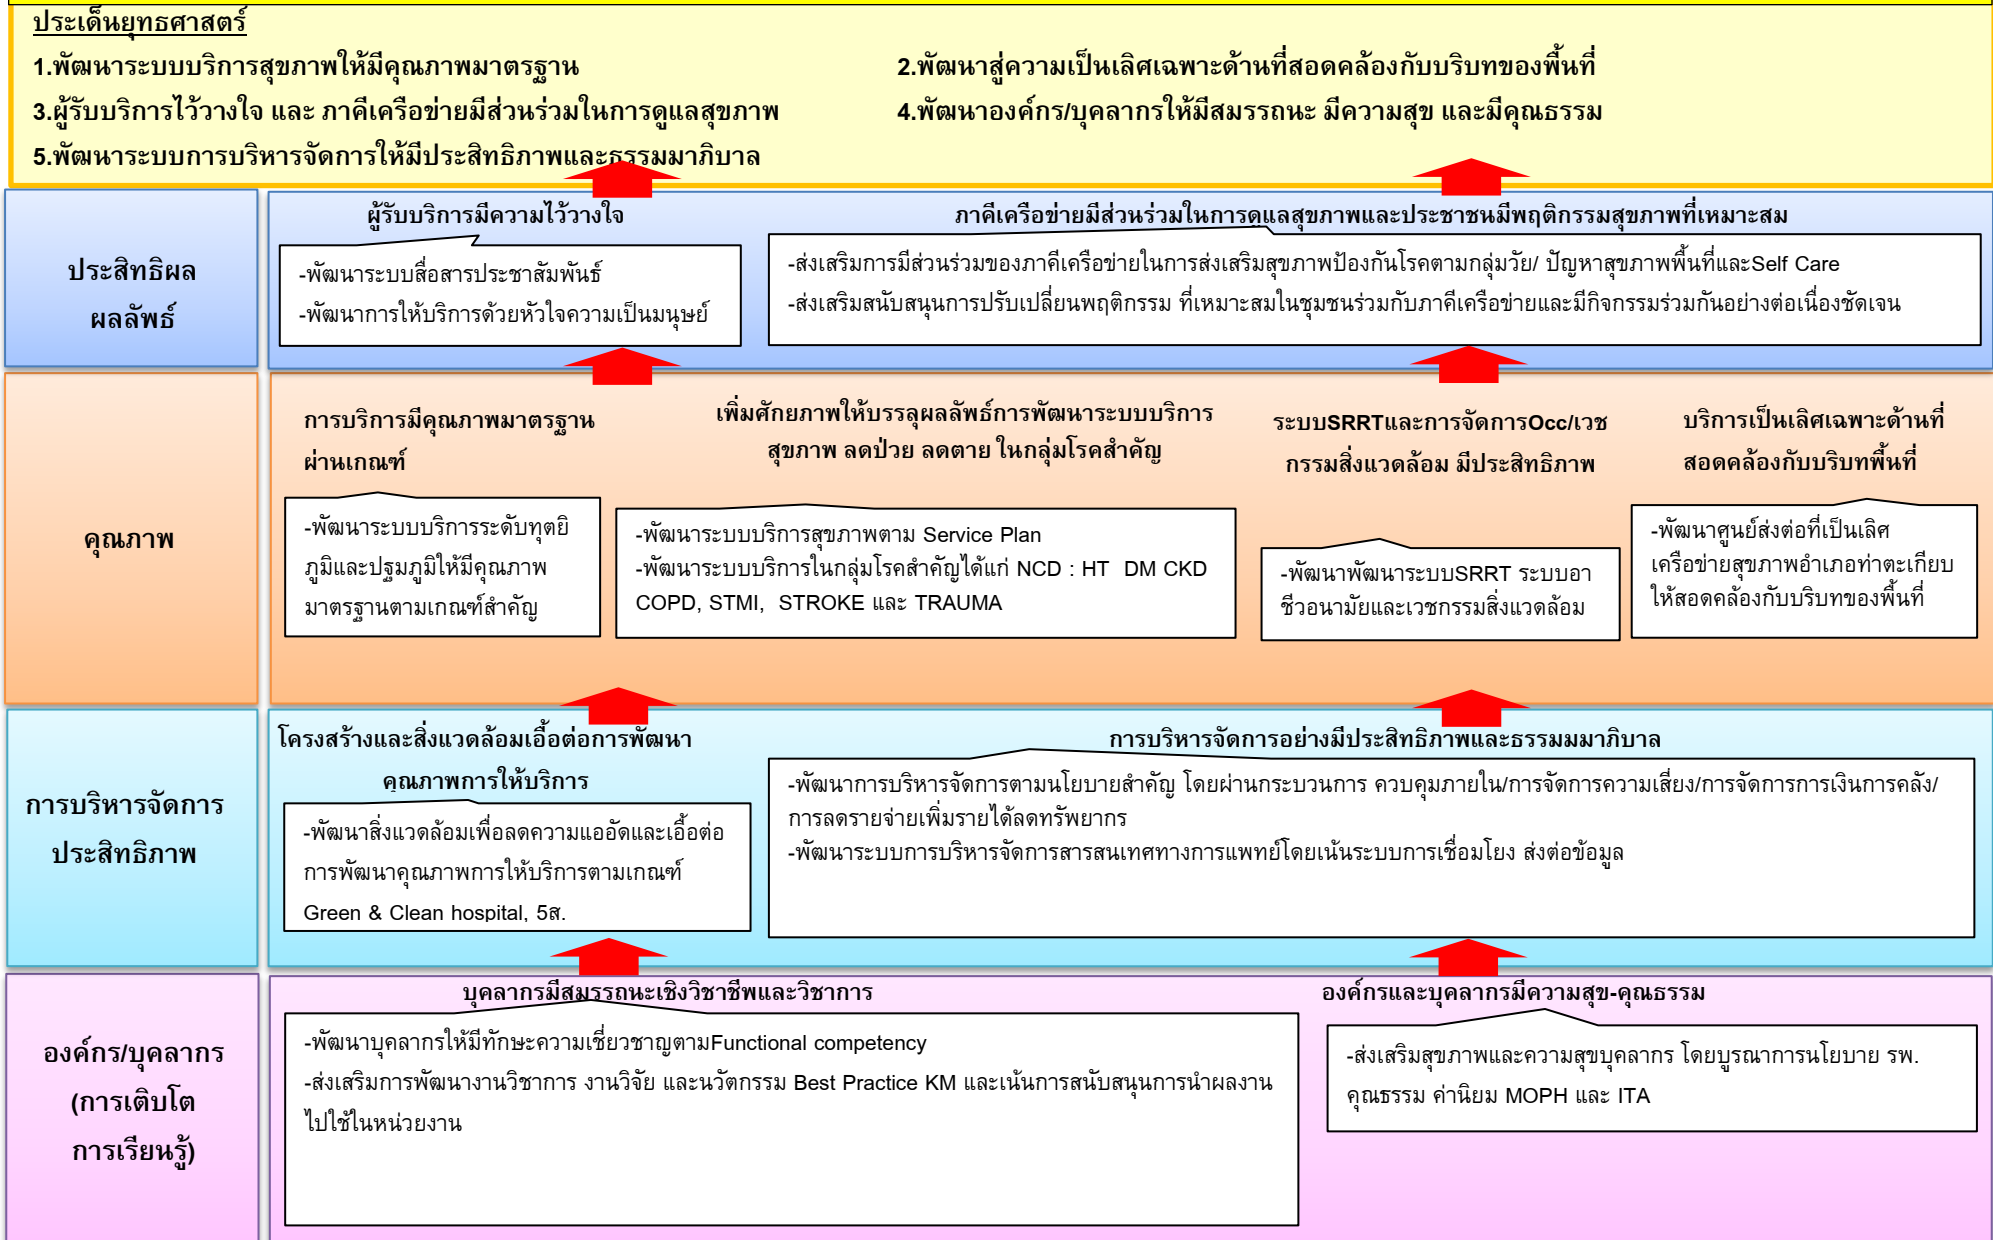 ประเด็นยุทธศาสตร์
1.พัฒนาระบบบริการสุขภาพให้มีคุณภาพมาตรฐาน
2.พัฒนาสู่ความเป็นเลิศเฉพาะด้านที่สอดคล้องกับบริบทของพื้นที่
3.ผู้รับบริการไว้วางใจ และ ภาคีเครือข่ายมีส่วนร่วมในการดูแลสุขภาพ
4.พัฒนาองค์กร/บุคลากรให้มีสมรรถนะ มีความสุข และมีคุณธรรม
5.พัฒนาระบบการบริหารจัดการให้มีประสิทธิภาพและธรรมมาภิบาล
ประสิทธิผล
ผลลัพธ์
ผู้รับบริการมีความไว้วางใจ
-พัฒนาระบบสื่อสารประชาสัมพันธ์
-พัฒนาการให้บริการด้วยหัวใจความเป็นมนุษย์
ภาคีเครือข่ายมีส่วนร่วมในการดูแลสุขภาพและประชาชนมีพฤติกรรมสุขภาพที่เหมาะสม
-ส่งเสริมการมีส่วนร่วมของภาคีเครือข่ายในการส่งเสริมสุขภาพป้องกันโรคตามกลุ่มวัย/ ปัญหาสุขภาพพื้นที่และSelf Care
-ส่งเสริมสนับสนุนการปรับเปลี่ยนพฤติกรรม ที่เหมาะสมในชุมชนร่วมกับภาคีเครือข่ายและมีกิจกรรมร่วมกันอย่างต่อเนื่องชัดเจน
คุณภาพ
การบริการมีคุณภาพมาตรฐาน
ผ่านเกณฑ์
-พัฒนาระบบบริการระดับทุตยิ
ภูมิและปฐมภูมิให้มีคุณภาพ
มาตรฐานตามเกณฑ์สำคัญ
เพิ่มศักยภาพให้บรรลุผลลัพธ์การพัฒนาระบบบริการ
สุขภาพ ลดป่วย ลดตาย ในกลุ่มโรคสำคัญ
-พัฒนาระบบบริการสุขภาพตาม Service Plan
-พัฒนาระบบบริการในกลุ่มโรคสำคัญได้แก่ NCD : HT DM CKD
COPD, STMI, STROKE และ TRAUMA
ระบบSRRTและการจัดการOcc/เวช
กรรมสิ่งแวดล้อม มีประสิทธิภาพ
-พัฒนาพัฒนาระบบSRRT ระบบอา
ชีวอนามัยและเวชกรรมสิ่งแวดล้อม
บริการเป็นเลิศเฉพาะด้านที่
สอดคล้องกับบริบทพื้นที่
-พัฒนาศูนย์ส่งต่อที่เป็นเลิศ
เครือข่ายสุขภาพอำเภอท่าตะเกียบ
ให้สอดคล้องกับบริบทของพื้นที่
การบริหารจัดการ
ประสิทธิภาพ
โครงสร้างและสิ่งแวดล้อมเอื้อต่อการพัฒนา
คุณภาพการให้บริการ
-พัฒนาสิ่งแวดล้อมเพื่อลดความแออัดและเอื้อต่อ
การพัฒนาคุณภาพการให้บริการตามเกณฑ์
Green & Clean hospital, 5ส.
การบริหารจัดการอย่างมีประสิทธิภาพและธรรมมมาภิบาล
-พัฒนาการบริหารจัดการตามนโยบายสำคัญ โดยผ่านกระบวนการ ควบคุมภายใน/การจัดการความเสี่ยง/การจัดการการเงินการคลัง/
การลดรายจ่ายเพิ่มรายได้ลดทรัพยากร
-พัฒนาระบบการบริหารจัดการสารสนเทศทางการแพทย์โดยเน้นระบบการเชื่อมโยง ส่งต่อข้อมูล
องค์กร/บุคลากร
(การเติบโต
การเรียนรู้)
บุคลากรมีสมรรถนะเชิงวิชาชีพและวิชาการ
-พัฒนาบุคลากรให้มีทักษะความเชี่ยวชาญตามFunctional competency
-ส่งเสริมการพัฒนางานวิชาการ งานวิจัย และนวัตกรรม Best Practice KM และเน้นการสนับสนุนการนำผลงาน
ไปใช้ในหน่วยงาน
องค์กรและบุคลากรมีความสุข-คุณธรรม
-ส่งเสริมสุขภาพและความสุขบุคลากร โดยบูรณาการนโยบาย รพ.
คุณธรรม ค่านิยม MOPH และ ITA